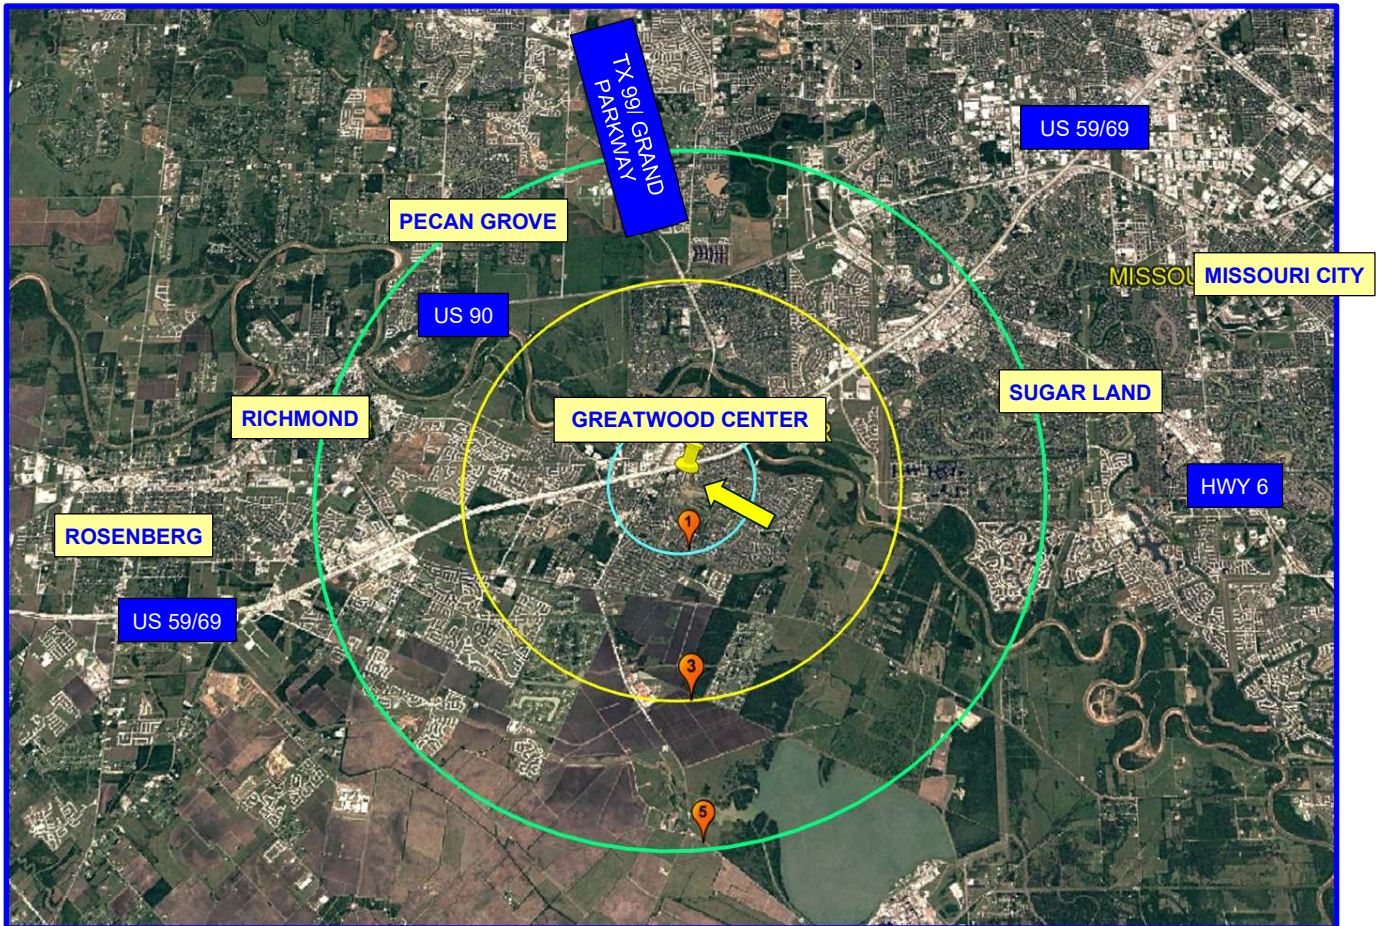 TX 99/ GRAND
PARKWAY
US 59/69
PECAN GROVE
MISSOU
MISSOURI CITY
US 90
SUGAR LAND
RICHMOND
GREATWOOD CENTER
R
HWY 6
1
ROSENBERG
US 59/69
3
5